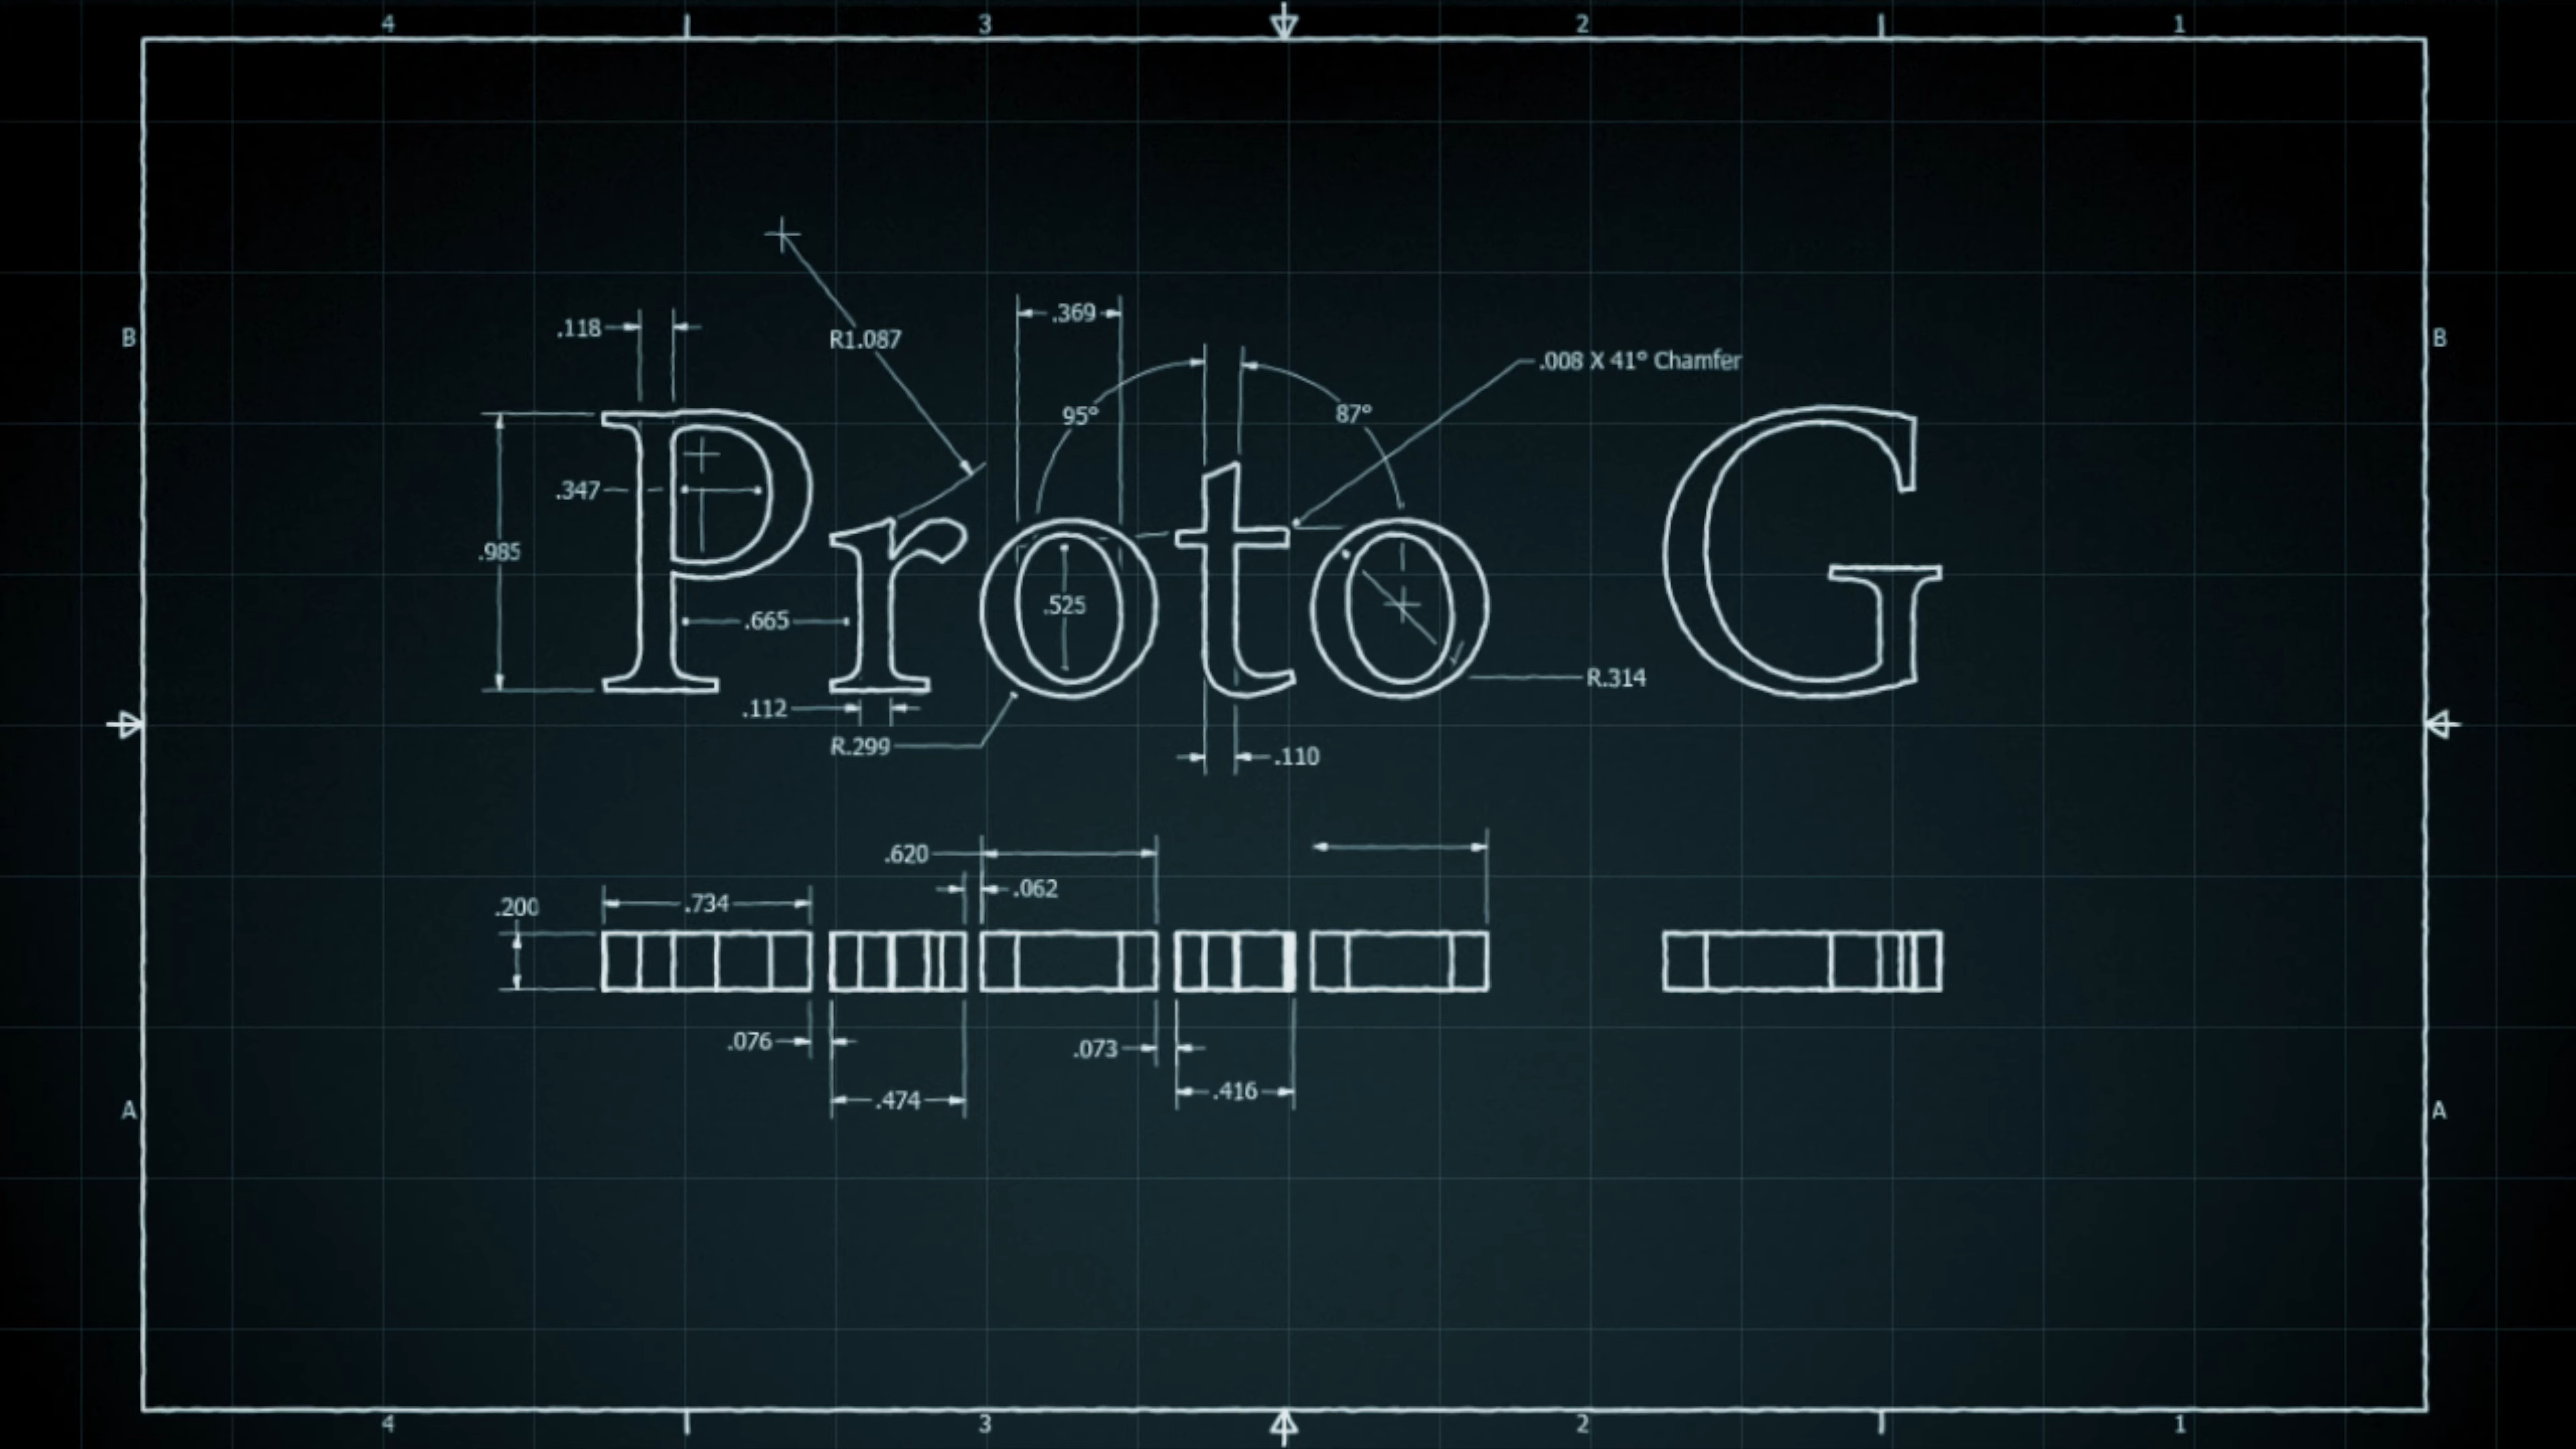 4 3 2 1
.369
.118
R1.087
B B
.008 X 41° Chamfer
95° 87°
Proto G
.347
.985
.525
.665
R.314
.112
R.299
.110
.620
.062
.734
.200
.076
.073
.416
.474
A A
4 3 2 1